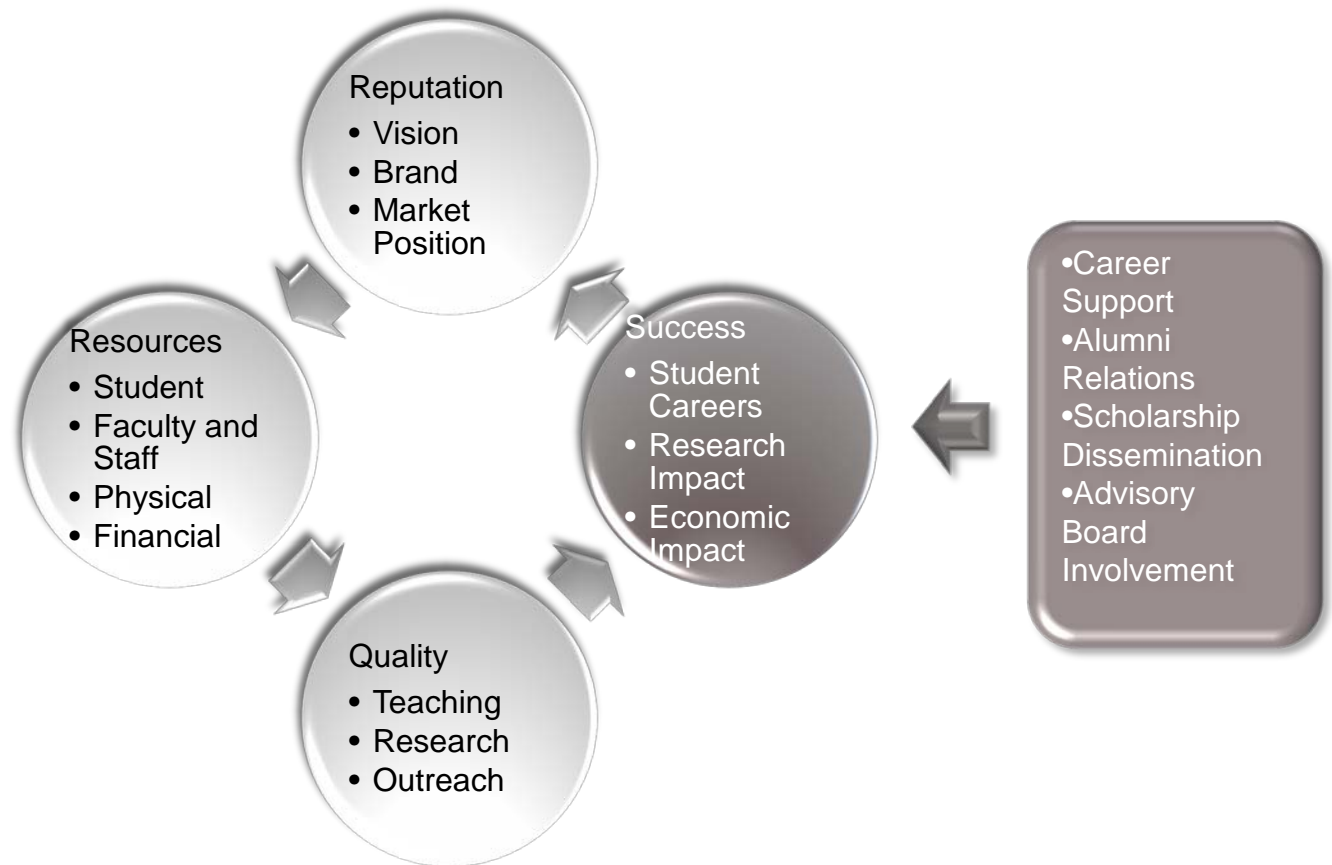 Reputation
• Vision
• Brand
• Market
Position
Resources
• Student
• Faculty and
Staff
• Physical
• Financial
Success
• Student
Careers
• Research
Impact
• Economic
Impact
Quality
• Teaching
• Research
• Outreach
•Career
Support
•Alumni
Relations
•Scholarship
Dissemination
•Advisory
Board
Involvement